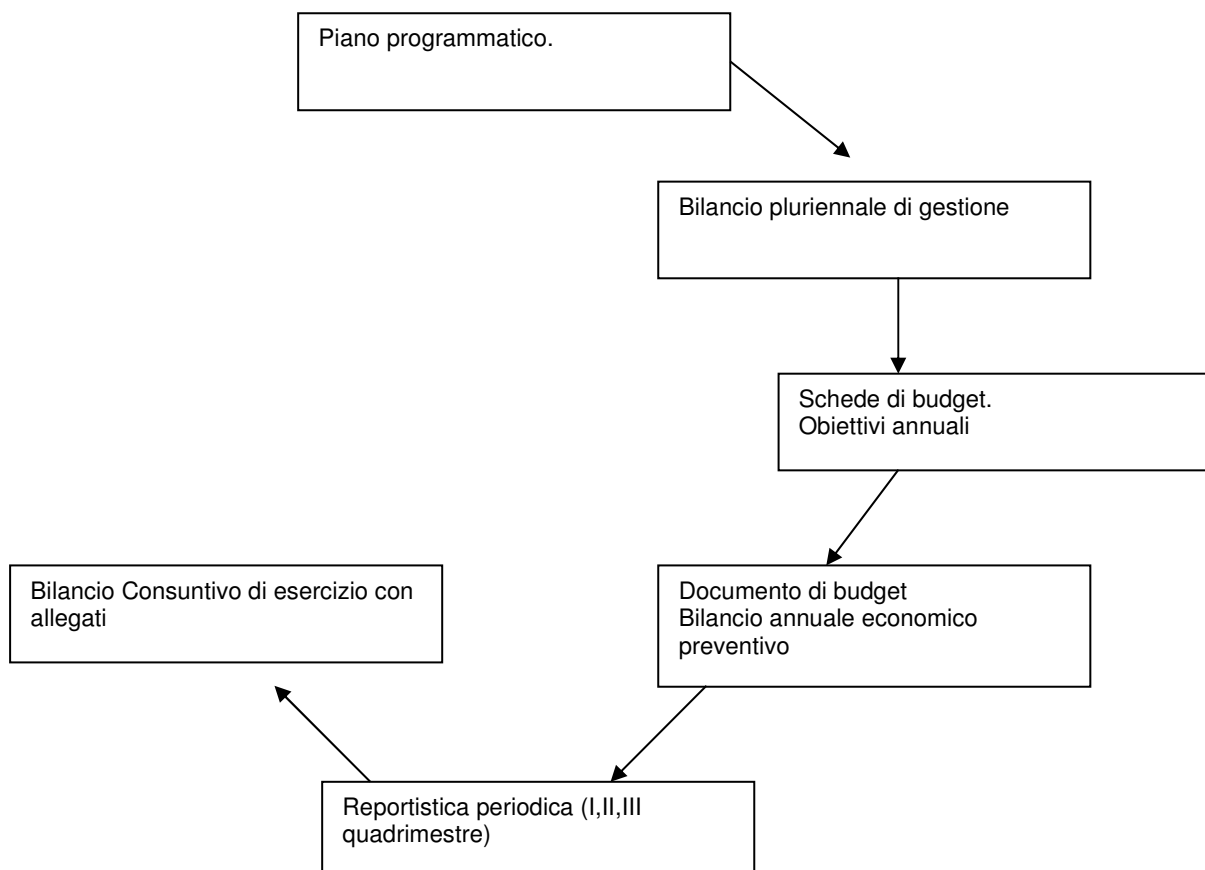 Piano programmatico.
Bilancio pluriennale di gestione
Schede di budget.
Obiettivi annuali
Documento di budget
Bilancio annuale economico
preventivo
Bilancio Consuntivo di esercizio con
allegati
Reportistica periodica (I,II,III
quadrimestre)